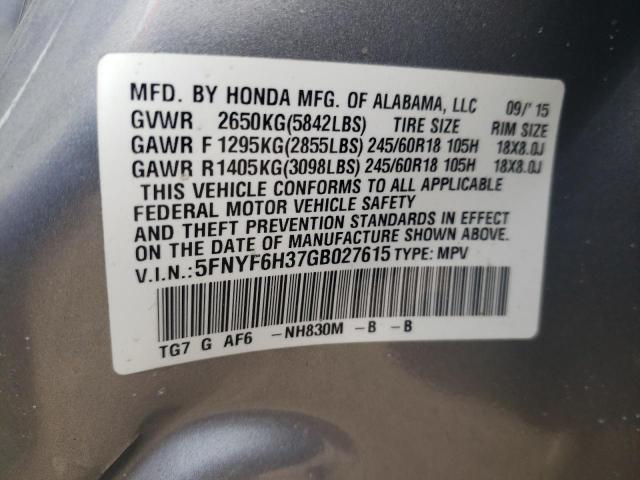 MFD. BY HONDA MFG. OF ALABAMA, LLC 09/'15
GVWR 2650KG(5842LBS) TIRE SIZE RIM SIZE
GAWR F 1295KG(2855LBS) 245/60R18 105H 18X8.0J
GAWR R 1405KG(3098LBS) 245/60R18 105H 18X8.0J
THIS VEHICLE CONFORMS TO ALL APPLICABLE
FEDERAL MOTOR VEHICLE SAFETY
AND THEFT PREVENTION STANDARDS IN EFFECT
ON THE DATE OF MANUFACTURE SHOWN ABOVE.
V.I.N.:5FNYF6H37GB027615 TYPE: MPV
TG7 G AF6 -NH830M -B -B